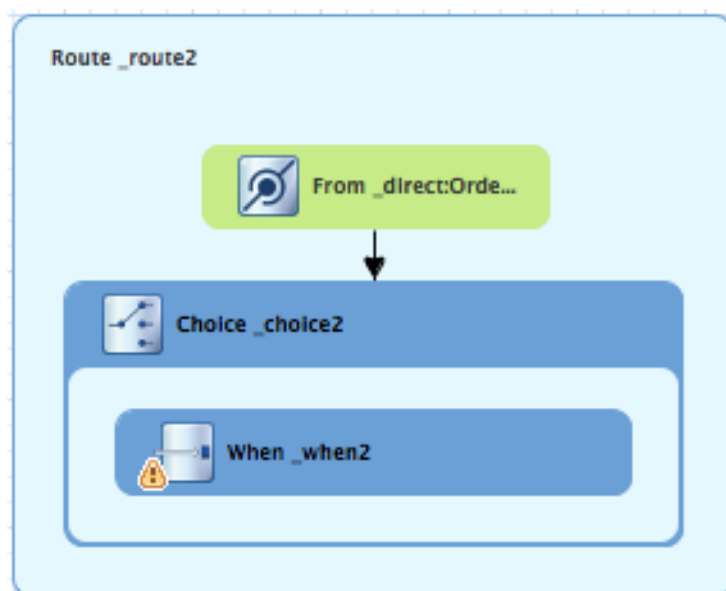 Route _route2
From _direct:Orde...
Choice _choice2
When _when2